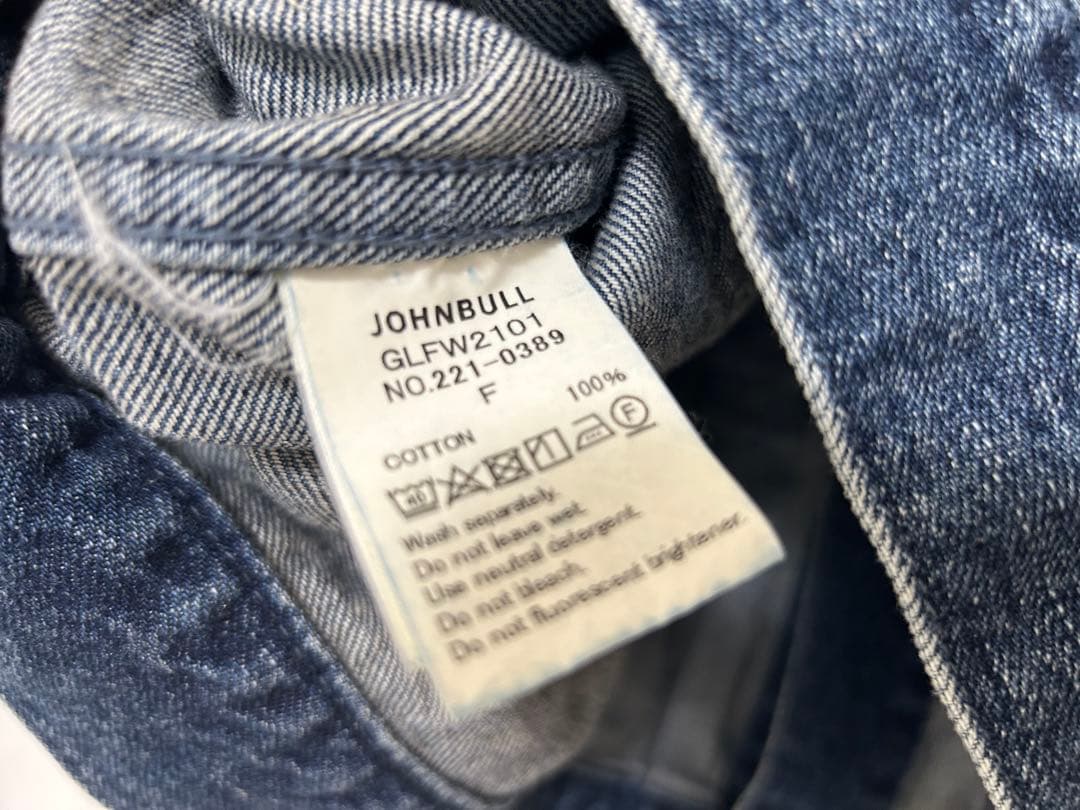 JOHNBULL
GLFW2101
NO.221-0389
F
COTTON 100%
40 F
Wash separately.
Do not leave wet.
Use neutral detergent.
Do not bleach.
Do not fluorescent brightener.